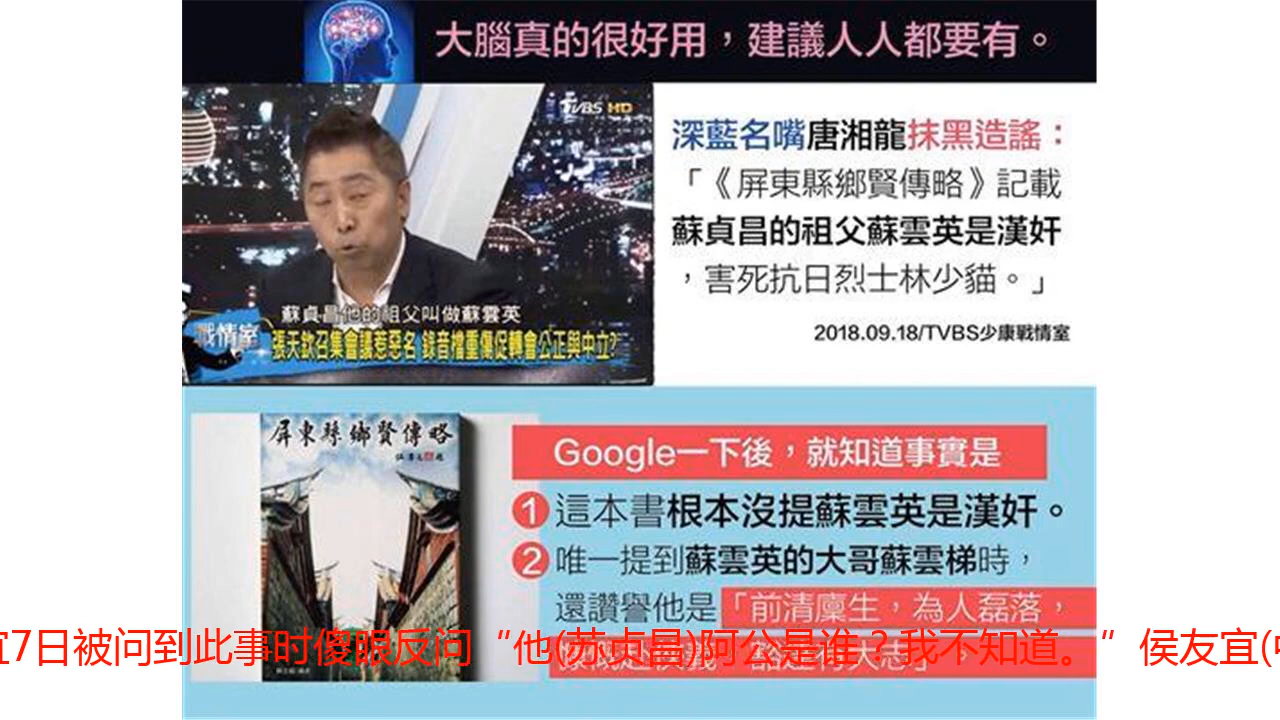 大腦真的很好用，建議人人都要有。
TVBS HD
深藍名嘴唐湘龍抹黑造謠：
「《屏東縣鄉賢傳略》記載
蘇貞昌的祖父蘇雲英是漢奸
，害死抗日烈士林少貓。」
2018.09.18/TVBS少康戰情室
蘇貞昌他的祖父叫做蘇雲英
戰情室
張天欽召集會議惹惡名 錄音檔重傷促轉會公正與中立?
屏東縣鄉賢傳略
Google一下後，就知道事實是
1 這本書根本沒提蘇雲英是漢奸。
2 唯一提到蘇雲英的大哥蘇雲梯時，
還讚譽他是「前清廩生，為人磊落，
宜7日被问到此事时傻眼反问“他(苏贞昌)阿公是谁？我不知道。” 侯友宜(